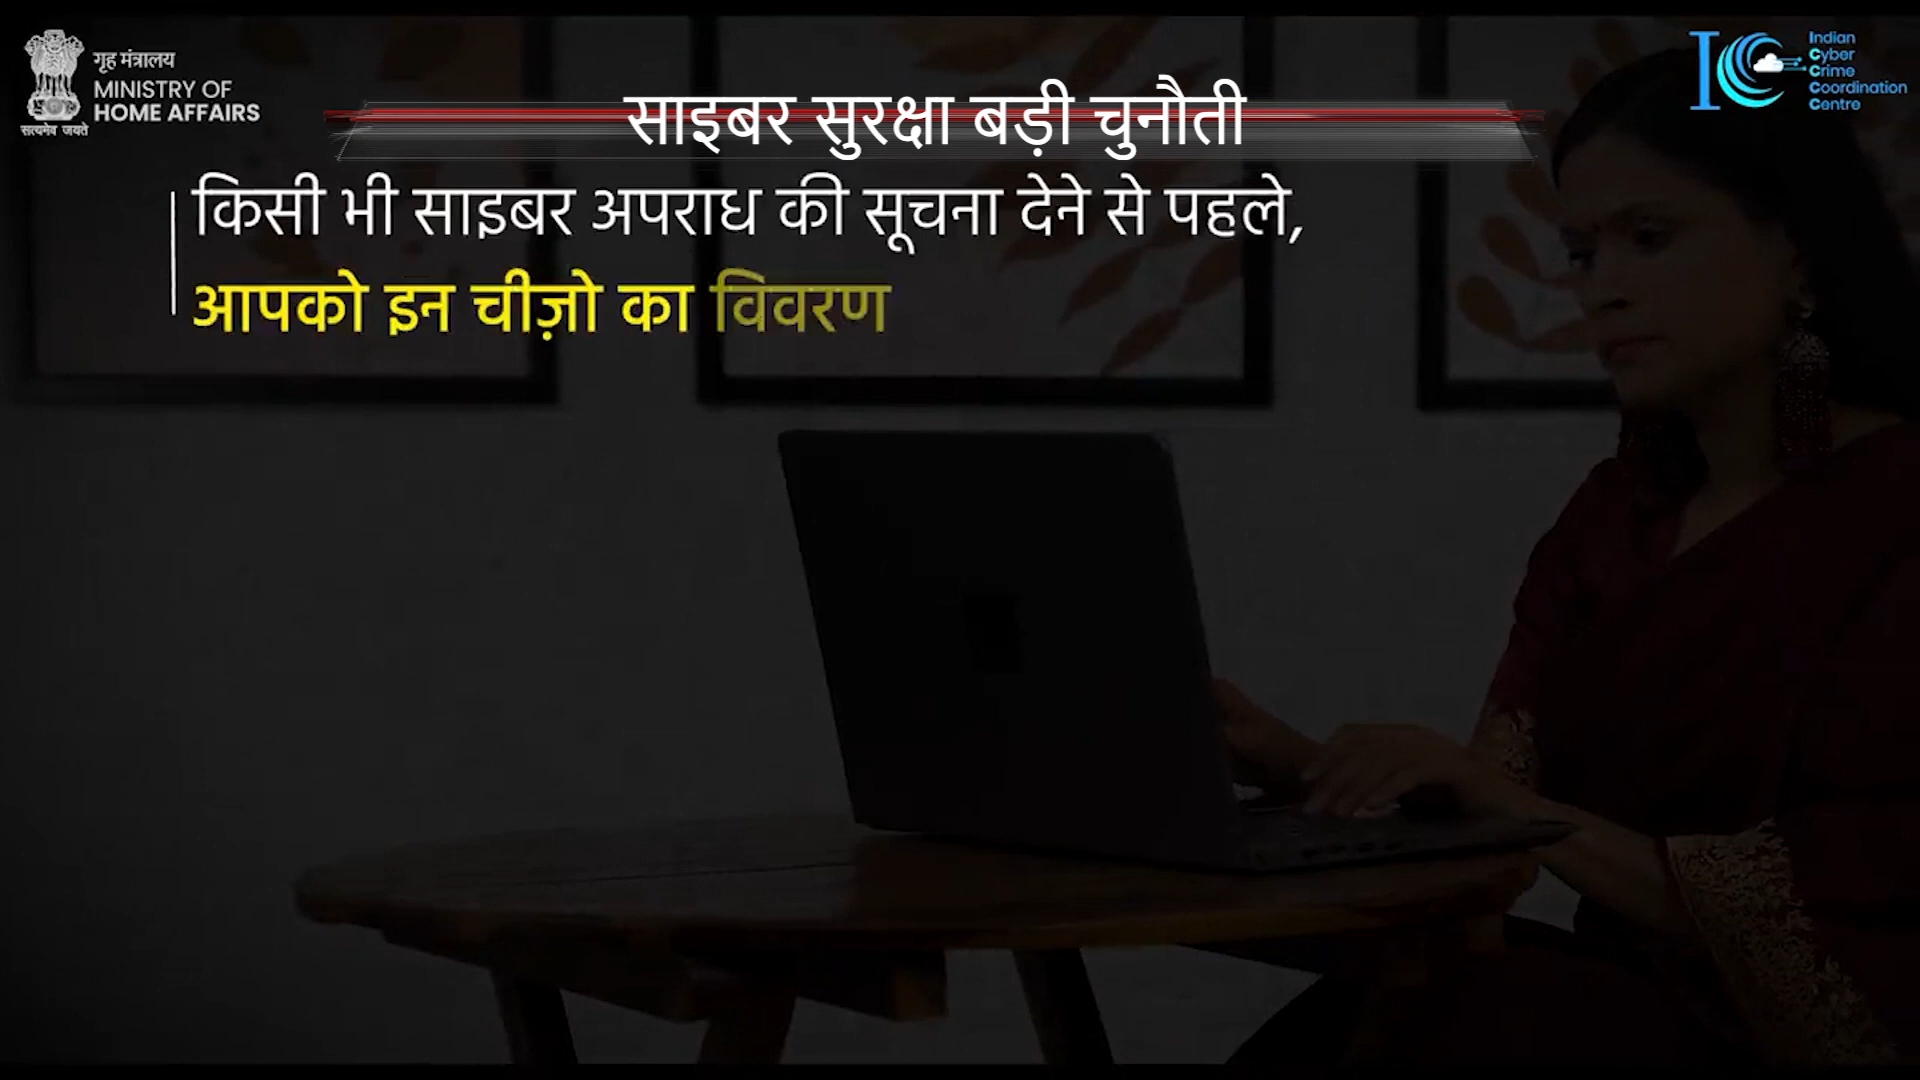 गृह मंत्रालय
MINISTRY OF
HOME AFFAIRS
सत्यमेव जयते
Indian
Cyber
Crime
Coordination
Centre
साइबर सुरक्षा बड़ी चुनौती
किसी भी साइबर अपराध की सूचना देने से पहले,
आपको इन चीज़ो का विवरण